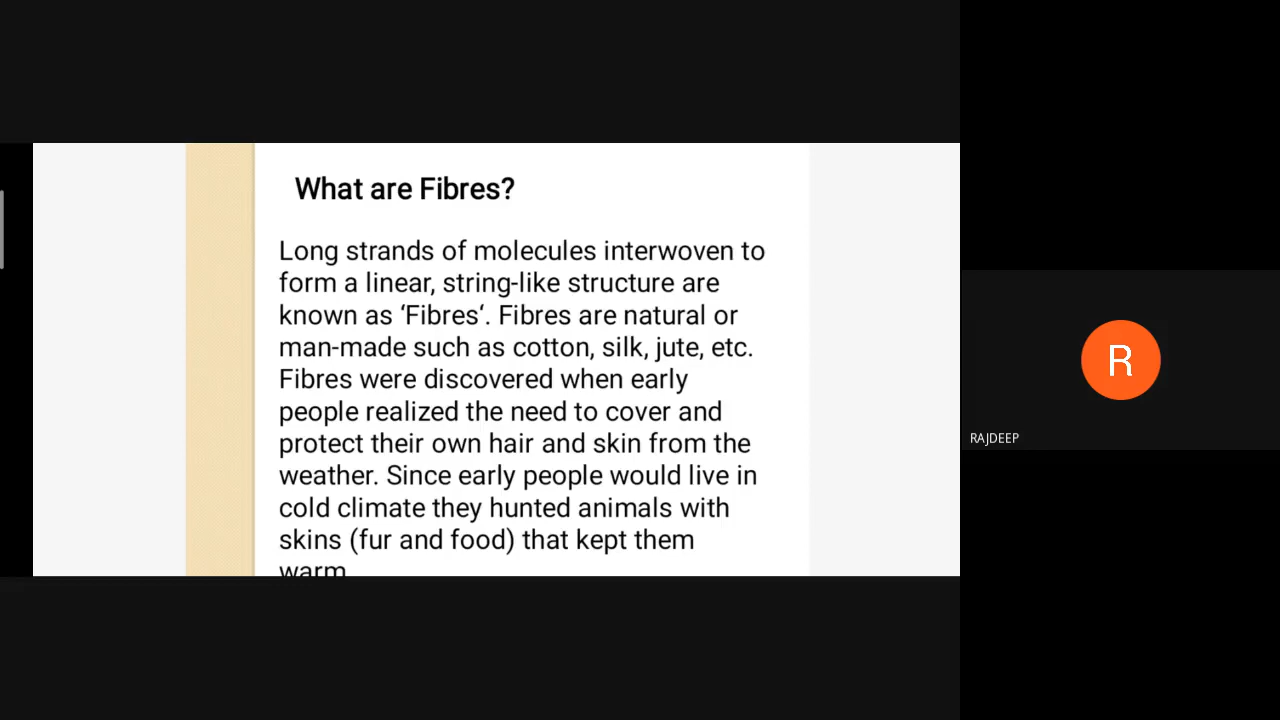 What are Fibres?
Long strands of molecules interwoven to
form a linear, string-like structure are
known as ‘Fibres‘. Fibres are natural or
man-made such as cotton, silk, jute, etc.
Fibres were discovered when early
people realized the need to cover and
protect their own hair and skin from the
weather. Since early people would live in
cold climate they hunted animals with
skins (fur and food) that kept them
warm
R
RAJDEEP